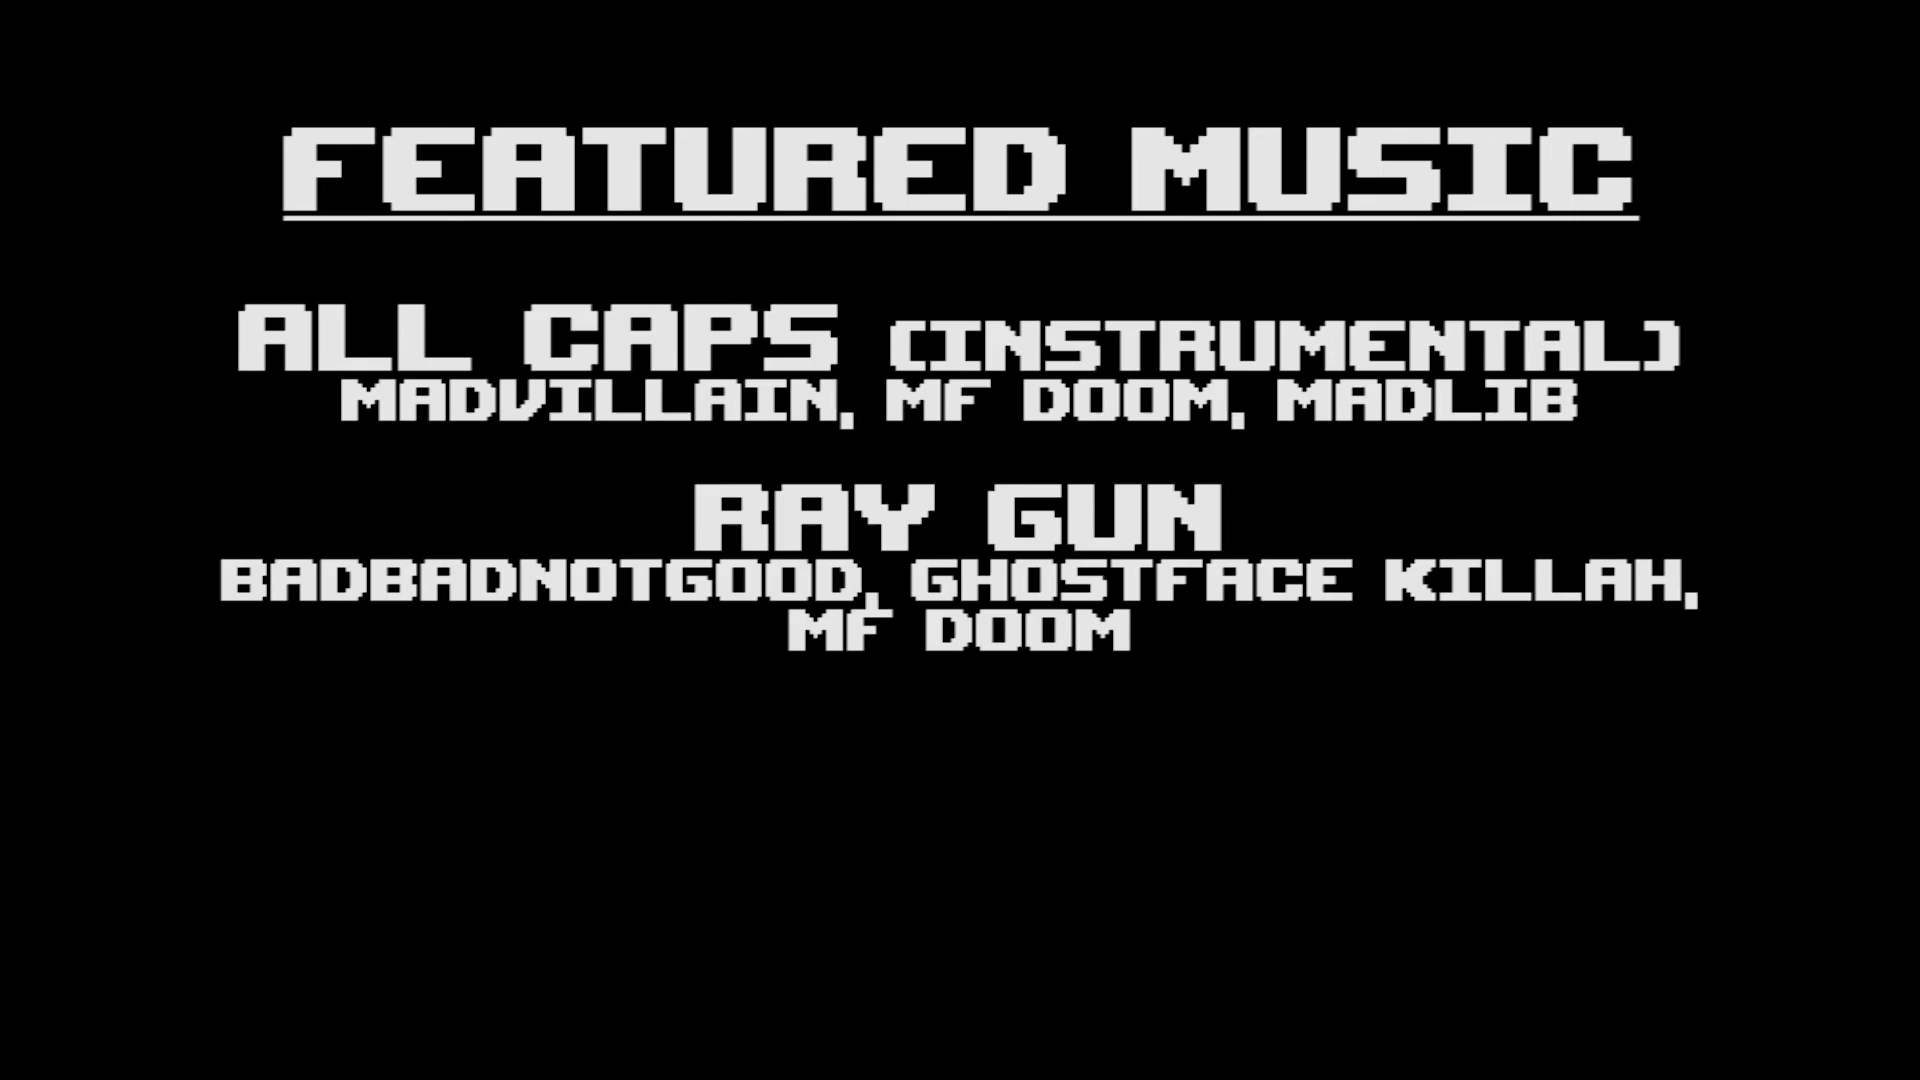 FEATURED MUSIC
ALL CAPS (INSTRUMENTAL)
MADVILLAIN, MF DOOM, MADLIB
RAY GUN
BADBADNOTGOOD, GHOSTFACE KILLAH,
MF DOOM